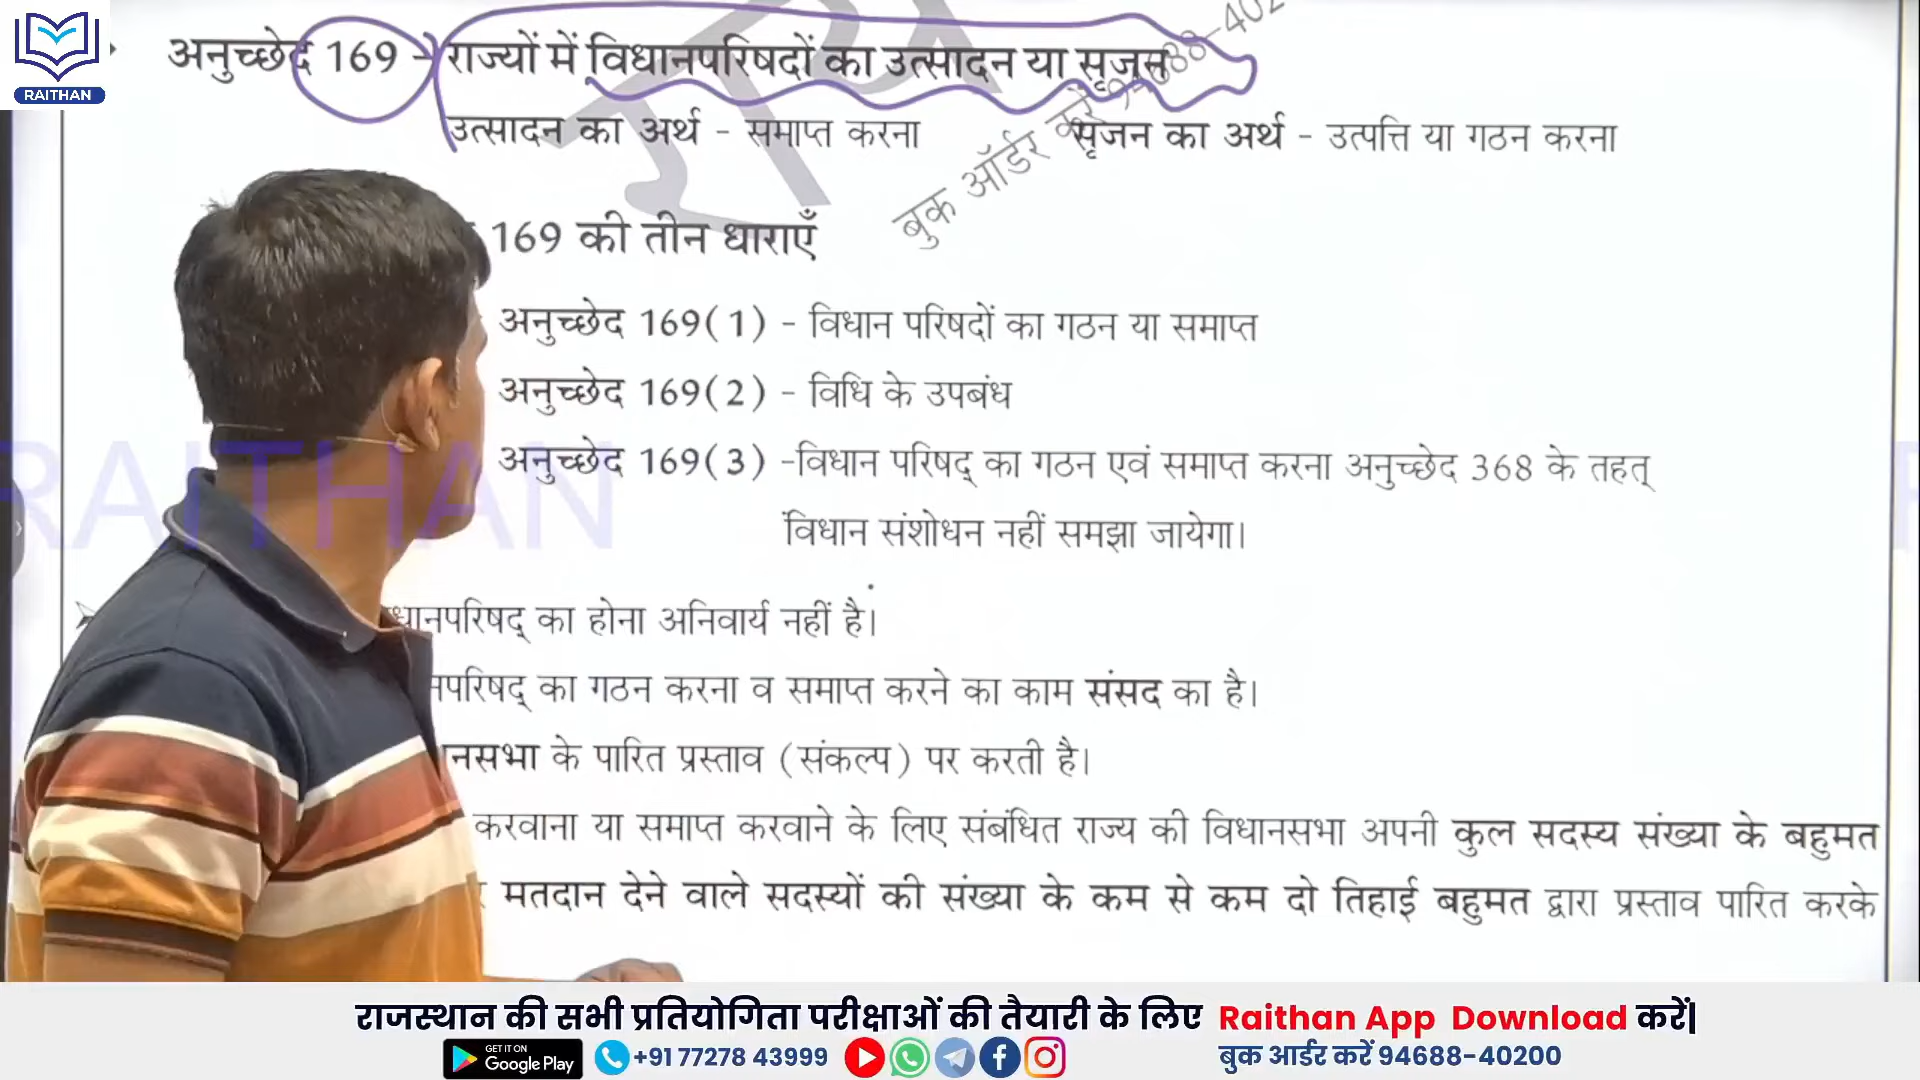 RAITHAN
अनुच्छेद 169 → राज्यों में विधानपरिषदों का उत्सादन या सृजन
उत्सादन का अर्थ - समाप्त करना सृजन का अर्थ - उत्पत्ति या गठन करना
बुक ऑर्डर करें
169 की तीन धाराएँ
अनुच्छेद 169(1) - विधान परिषदों का गठन या समाप्त
अनुच्छेद 169(2) - विधि के उपबंध
अनुच्छेद 169(3) -विधान परिषद् का गठन एवं समाप्त करना अनुच्छेद 368 के तहत्
विधान संशोधन नहीं समझा जायेगा।
RAITHAN
धानपरिषद् का होना अनिवार्य नहीं है।
नपरिषद् का गठन करना व समाप्त करने का काम संसद का है।
नसभा के पारित प्रस्ताव (संकल्प) पर करती है।
करवाना या समाप्त करवाने के लिए संबंधित राज्य की विधानसभा अपनी कुल सदस्य संख्या के बहुमत
मतदान देने वाले सदस्यों की संख्या के कम से कम दो तिहाई बहुमत द्वारा प्रस्ताव पारित करके
राजस्थान की सभी प्रतियोगिता परीक्षाओं की तैयारी के लिए Raithan App Download करें|
GET IT ON Google Play +91 77278 43999 बुक आर्डर करें 94688-40200